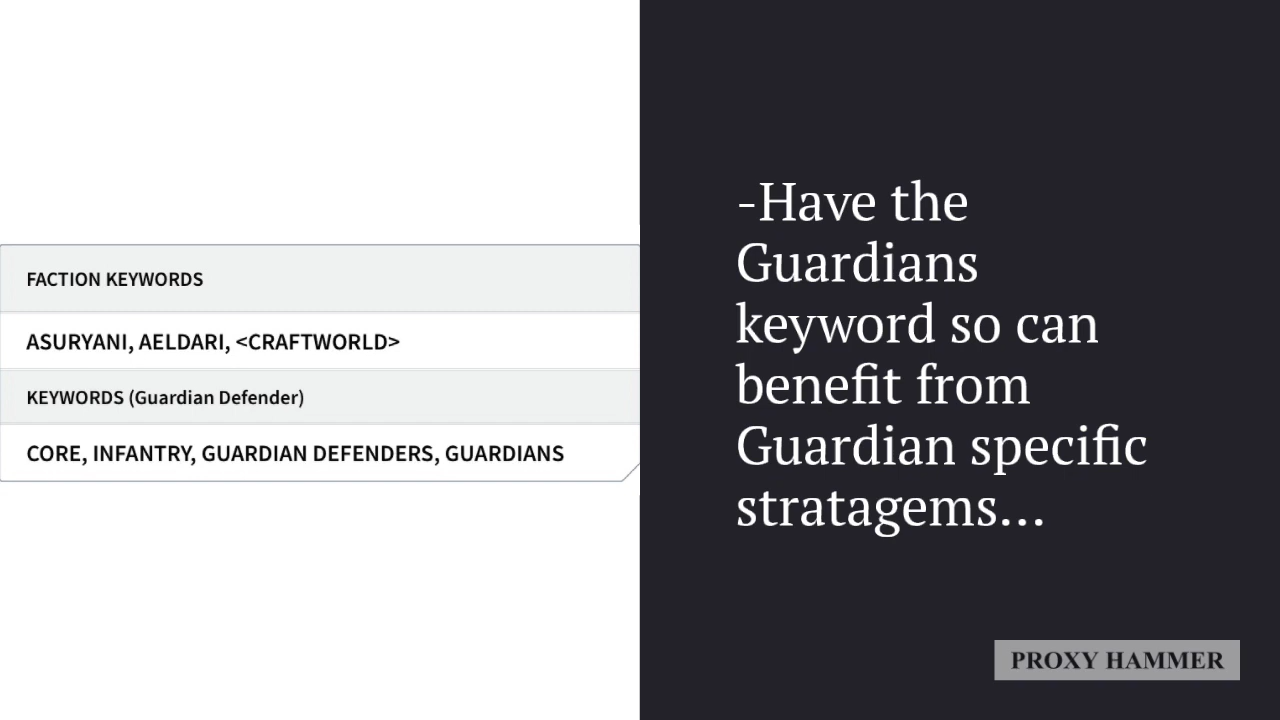 FACTION KEYWORDS
ASURYANI, AELDARI, <CRAFTWORLD>
KEYWORDS (Guardian Defender)
CORE, INFANTRY, GUARDIAN DEFENDERS, GUARDIANS
-Have the
Guardians
keyword so can
benefit from
Guardian specific
stratagems...
PROXY HAMMER